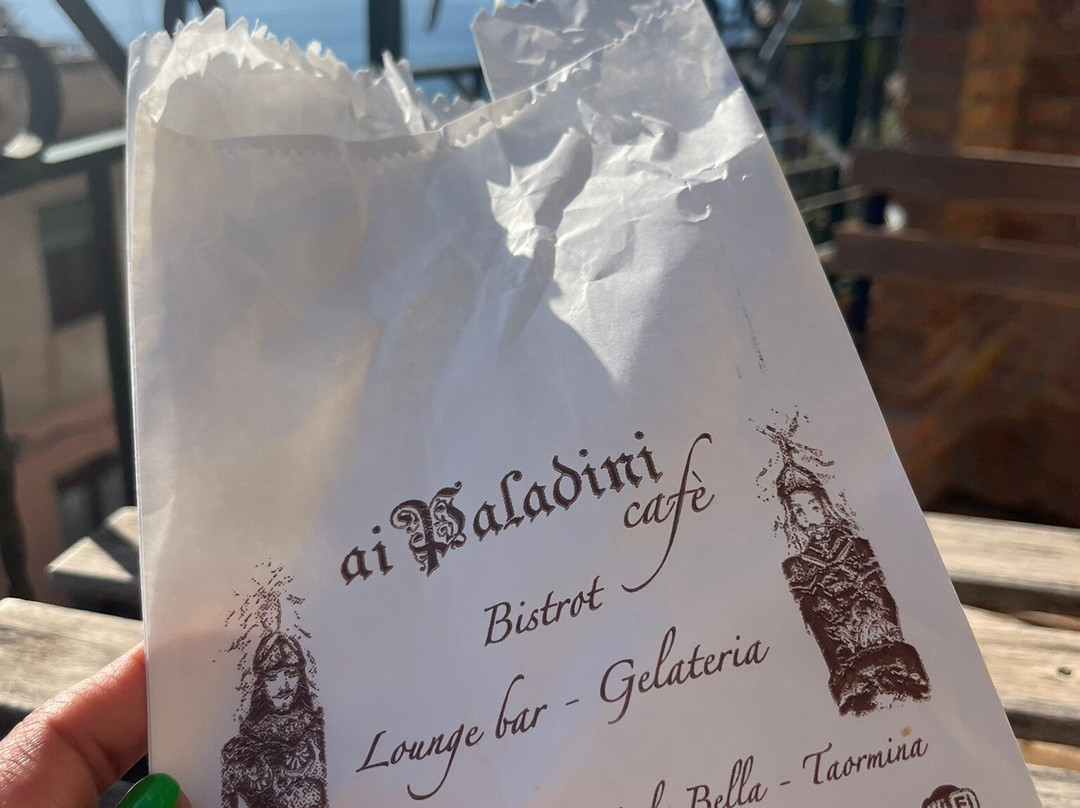 ai Paladini
cafè
Bistrot
Lounge bar - Gelateria
Bella - Taormina